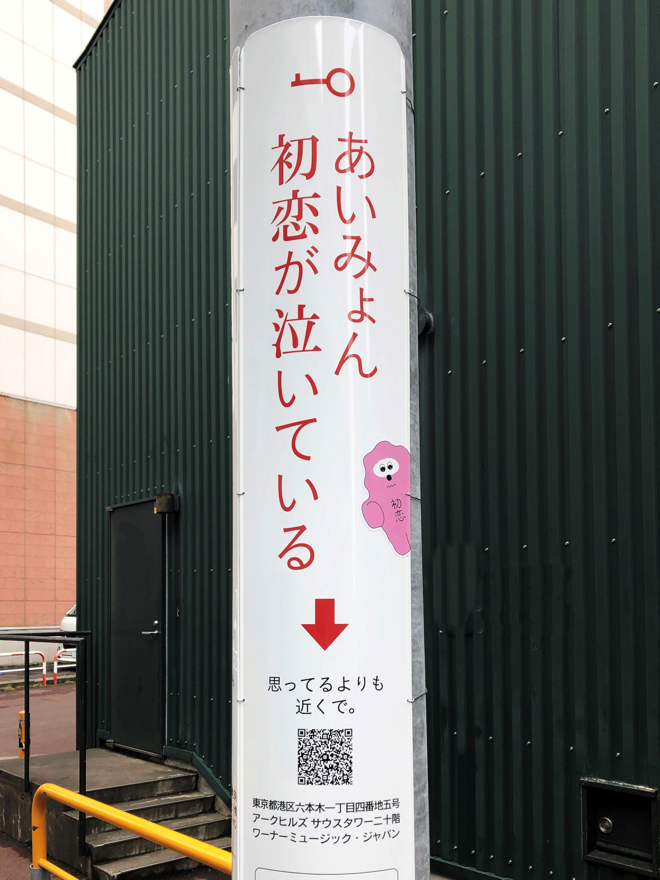 あいみょん
初恋が泣いている
初恋
思ってるよりも
近くで。
東京都港区六本木一丁目四番地五号
アークヒルズ サウスタワー二十階
ワーナーミュージック・ジャパン